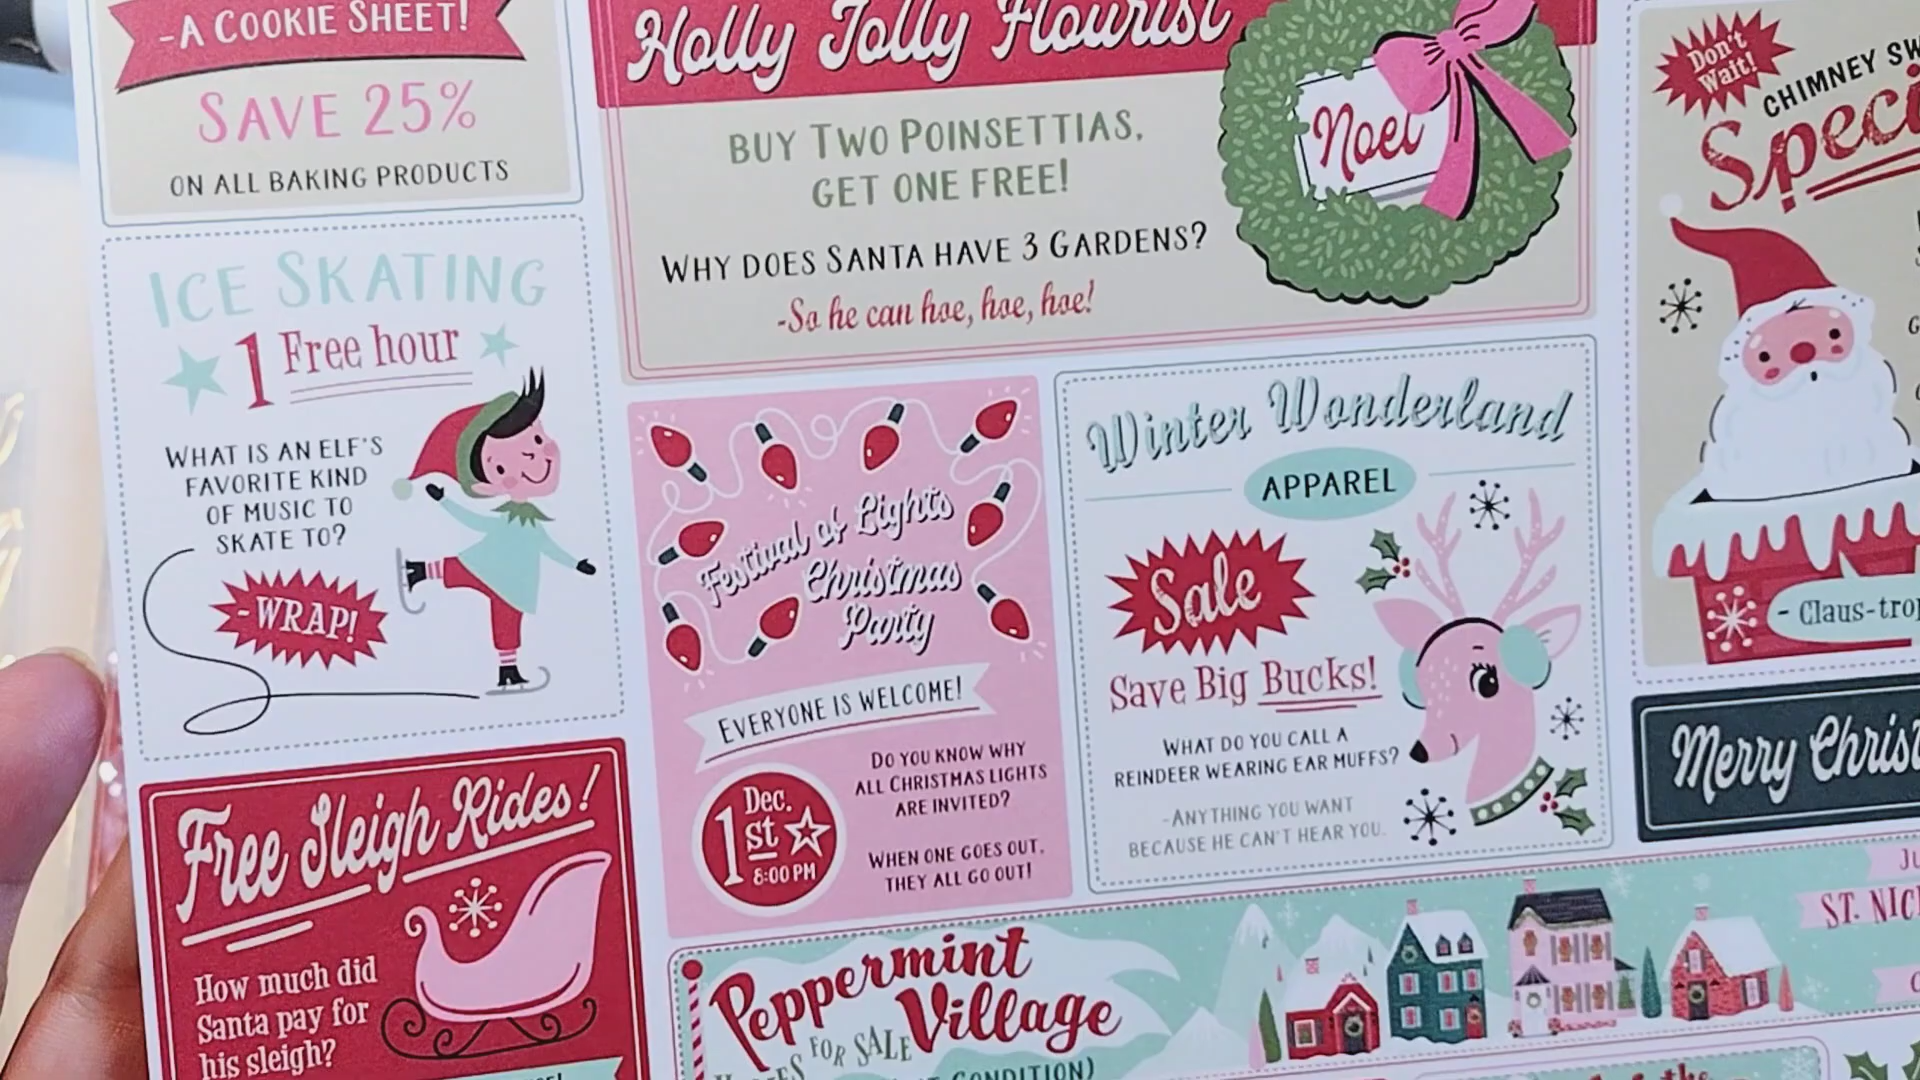 -A COOKIE SHEET!
SAVE 25%
ON ALL BAKING PRODUCTS
Holly Jolly Flourist
BUY TWO POINSETTIAS,
GET ONE FREE!
WHY DOES SANTA HAVE 3 GARDENS?
-So he can hoe, hoe, hoe!
Noel
Don't
Wait!
CHIMNEY
ICE SKATING
1 Free hour
WHAT IS AN ELF'S
FAVORITE KIND
OF MUSIC TO
SKATE TO?
- WRAP!
Festival of Lights
Christmas
Party
EVERYONE IS WELCOME!
Dec.
1st
8:00 PM
DO YOU KNOW WHY
ALL CHRISTMAS LIGHTS
ARE INVITED?
WHEN ONE GOES OUT,
THEY ALL GO OUT!
Winter Wonderland
APPAREL
Sale
Save Big Bucks!
WHAT DO YOU CALL A
REINDEER WEARING EAR MUFFS?
-ANYTHING YOU WANT
BECAUSE HE CAN'T HEAR YOU.
- Claus-tro
Merry Christ
Free Sleigh Rides!
How much did
Santa pay for
his sleigh?
Peppermint
Village
FOR SALE
CONDITION)
ST. NIC